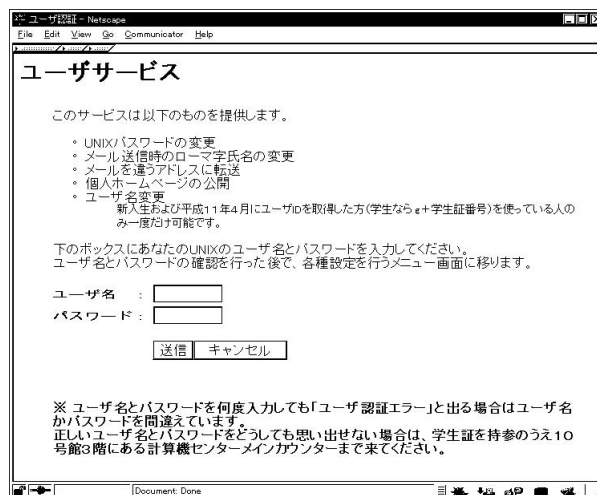 ユーザ認証 - Netscape
File Edit View Go Communicator Help
ユーザサービス
このサービスは以下のものを提供します。
◦ UNIXパスワードの変更
◦ メール送信時のローマ字氏名の変更
◦ メールを違うアドレスに転送
◦ 個人ホームページの公開
◦ ユーザ名変更
新入生および平成11年4月にユーザIDを取得した方(学生ならg+学生証番号)を使っている人の
み一度だけ可能です。
下のボックスにあなたのUNIXのユーザ名とパスワードを入力してください。
ユーザ名とパスワードの確認を行った後で、各種設定を行うメニュー画面に移ります。
ユーザ名 :
パスワード :
送信 キャンセル
※ ユーザ名とパスワードを何度入力しても「ユーザ認証エラー」と出る場合はユーザ名
かパスワードを間違えています。
正しいユーザ名とパスワードをどうしても思い出せない場合は、学生証を持参のうえ10
号館3階にある計算機センターメインカウンターまで来てください。
Document: Done